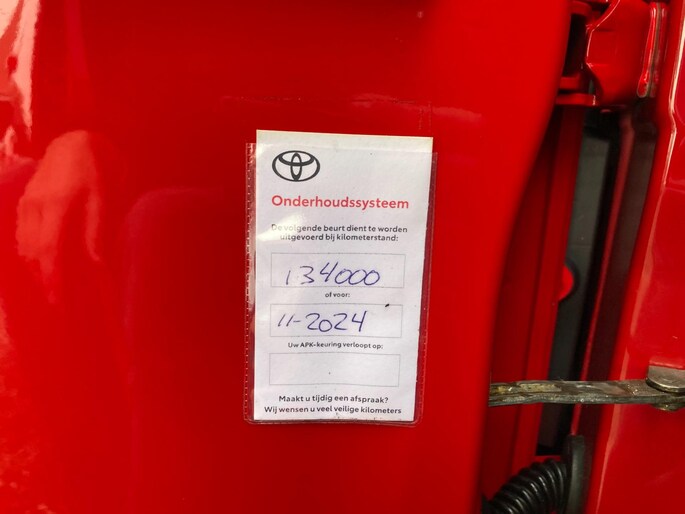 Onderhoudssysteem
De volgende beurt dient te worden
uitgevoerd bij kilometerstand:
134000
of voor:
11-2024
Uw APK-keuring verloopt op:
Maakt u tijdig een afspraak?
Wij wensen u veel veilige kilometers